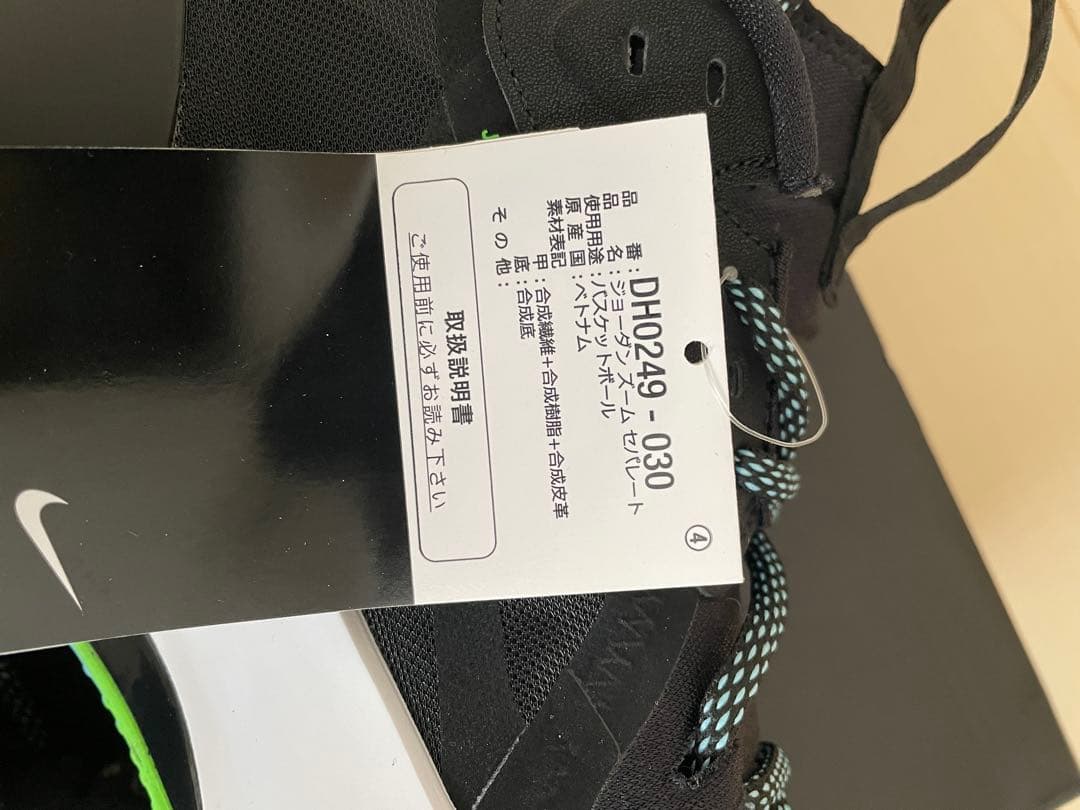 ④
品番:DH0249-030
品名:ジョーダン ズーム セパレート
使用用途:バスケットボール
原産国:ベトナム
素材表記 甲:合成繊維+合成樹脂+合成皮革
底:合成底
その他:
取扱説明書
ご使用前に必ずお読み下さい